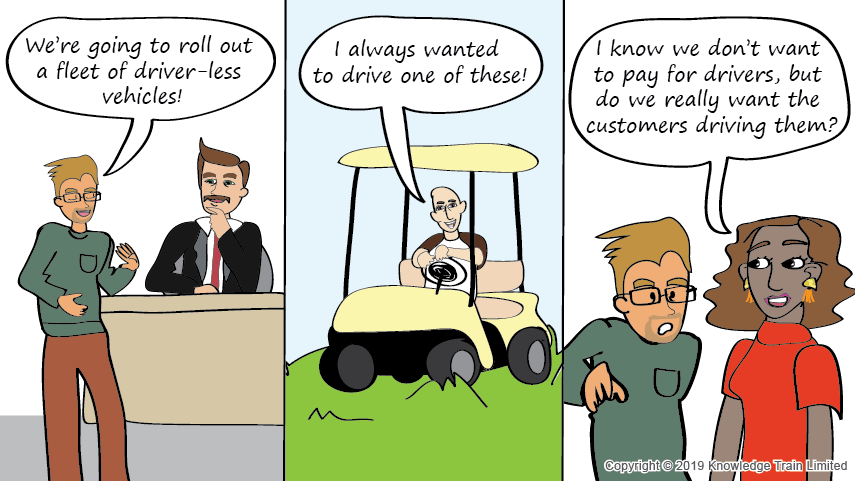 We're going to roll out
a fleet of driver-less
vehicles!
I always wanted
to drive one of these!
I know we don't want
to pay for drivers, but
do we really want the
customers driving them?
Copyright © 2019 Knowledge Train Limited